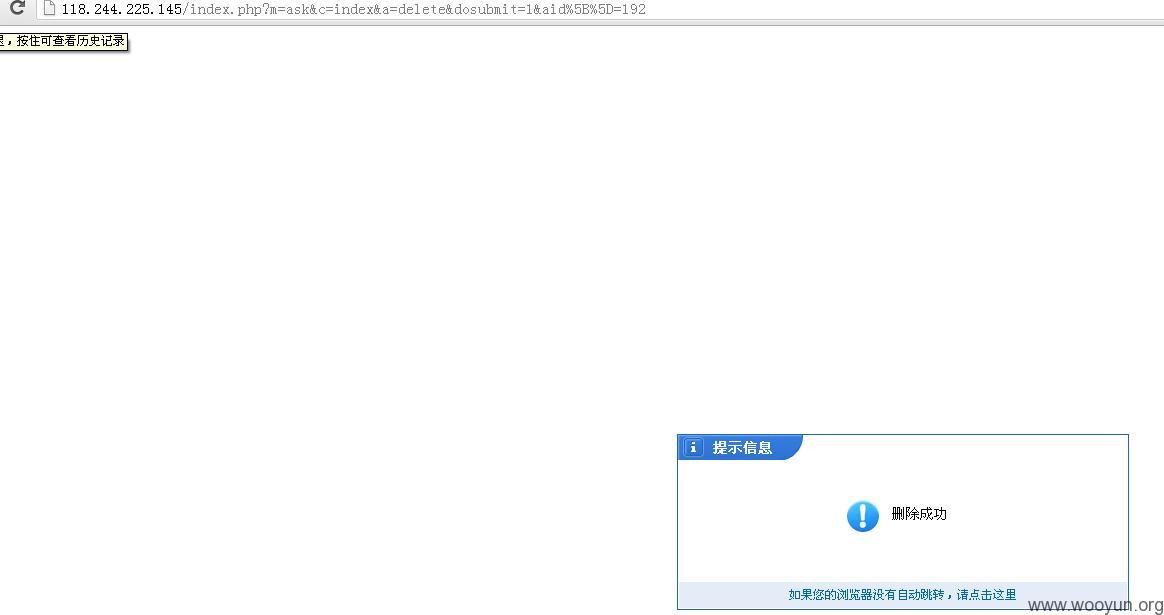 118.244.225.145/index.php?m=ask&c=index&a=delete&dosubmit=1&aid%5B%5D=192
，按住可查看历史记录
提示信息
删除成功
如果您的浏览器没有自动跳转，请点击这里
www.wooyun.org